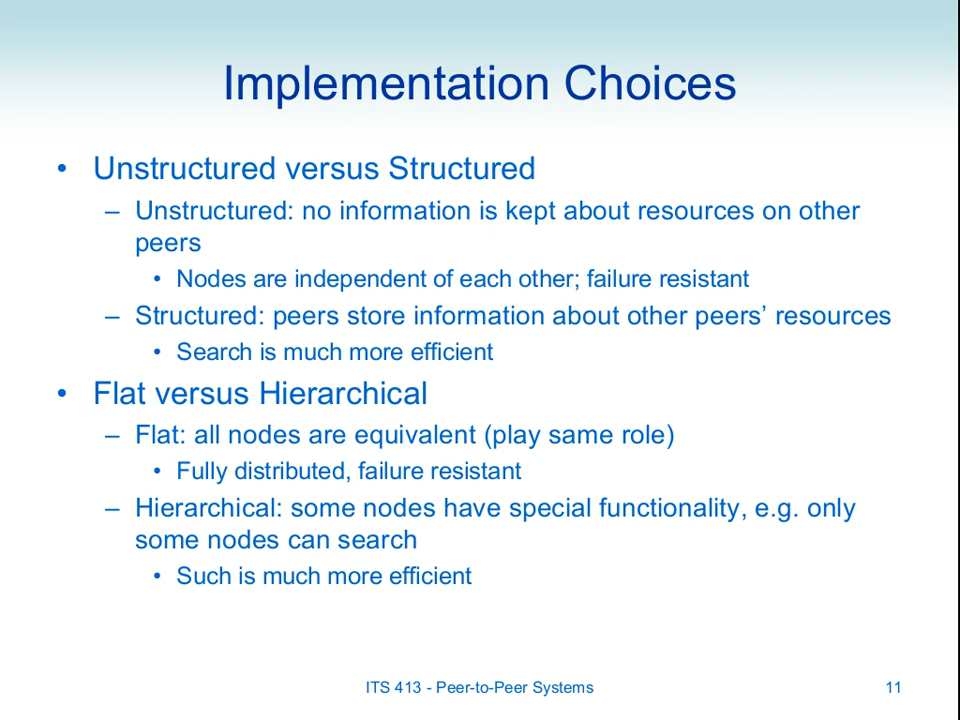 Implementation Choices
• Unstructured versus Structured
– Unstructured: no information is kept about resources on other
peers
• Nodes are independent of each other; failure resistant
– Structured: peers store information about other peers’ resources
• Search is much more efficient
• Flat versus Hierarchical
– Flat: all nodes are equivalent (play same role)
• Fully distributed, failure resistant
– Hierarchical: some nodes have special functionality, e.g. only
some nodes can search
• Such is much more efficient
ITS 413 - Peer-to-Peer Systems
11